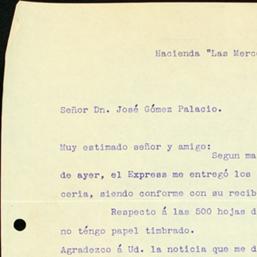 Hacienda "Las Merc
Señor Dn. José Gómez Palacio.
Muy estimado señor y amigo:
Segun ma
de ayer, el Express me entregó los
ceria, siendo conforme con su recib
Respecto á las 500 hojas d
no téngo papel timbrado.
Agradezco á Ud. la noticia que me d